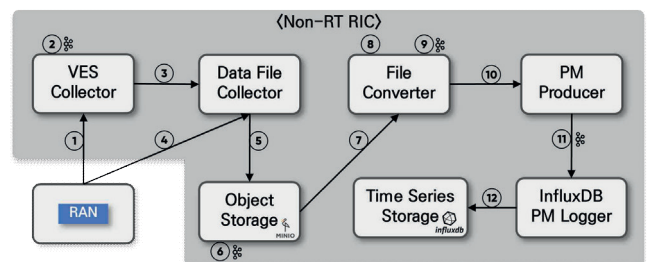 〈Non-RT RIC〉
2
8
9
VES
Collector
3
Data File
Collector
File
Converter
10
PM
Producer
1
4
5
7
11
RAN
Object
Storage
MINIO
Time Series
Storage
influxdb
12
InfluxDB
PM Logger
6